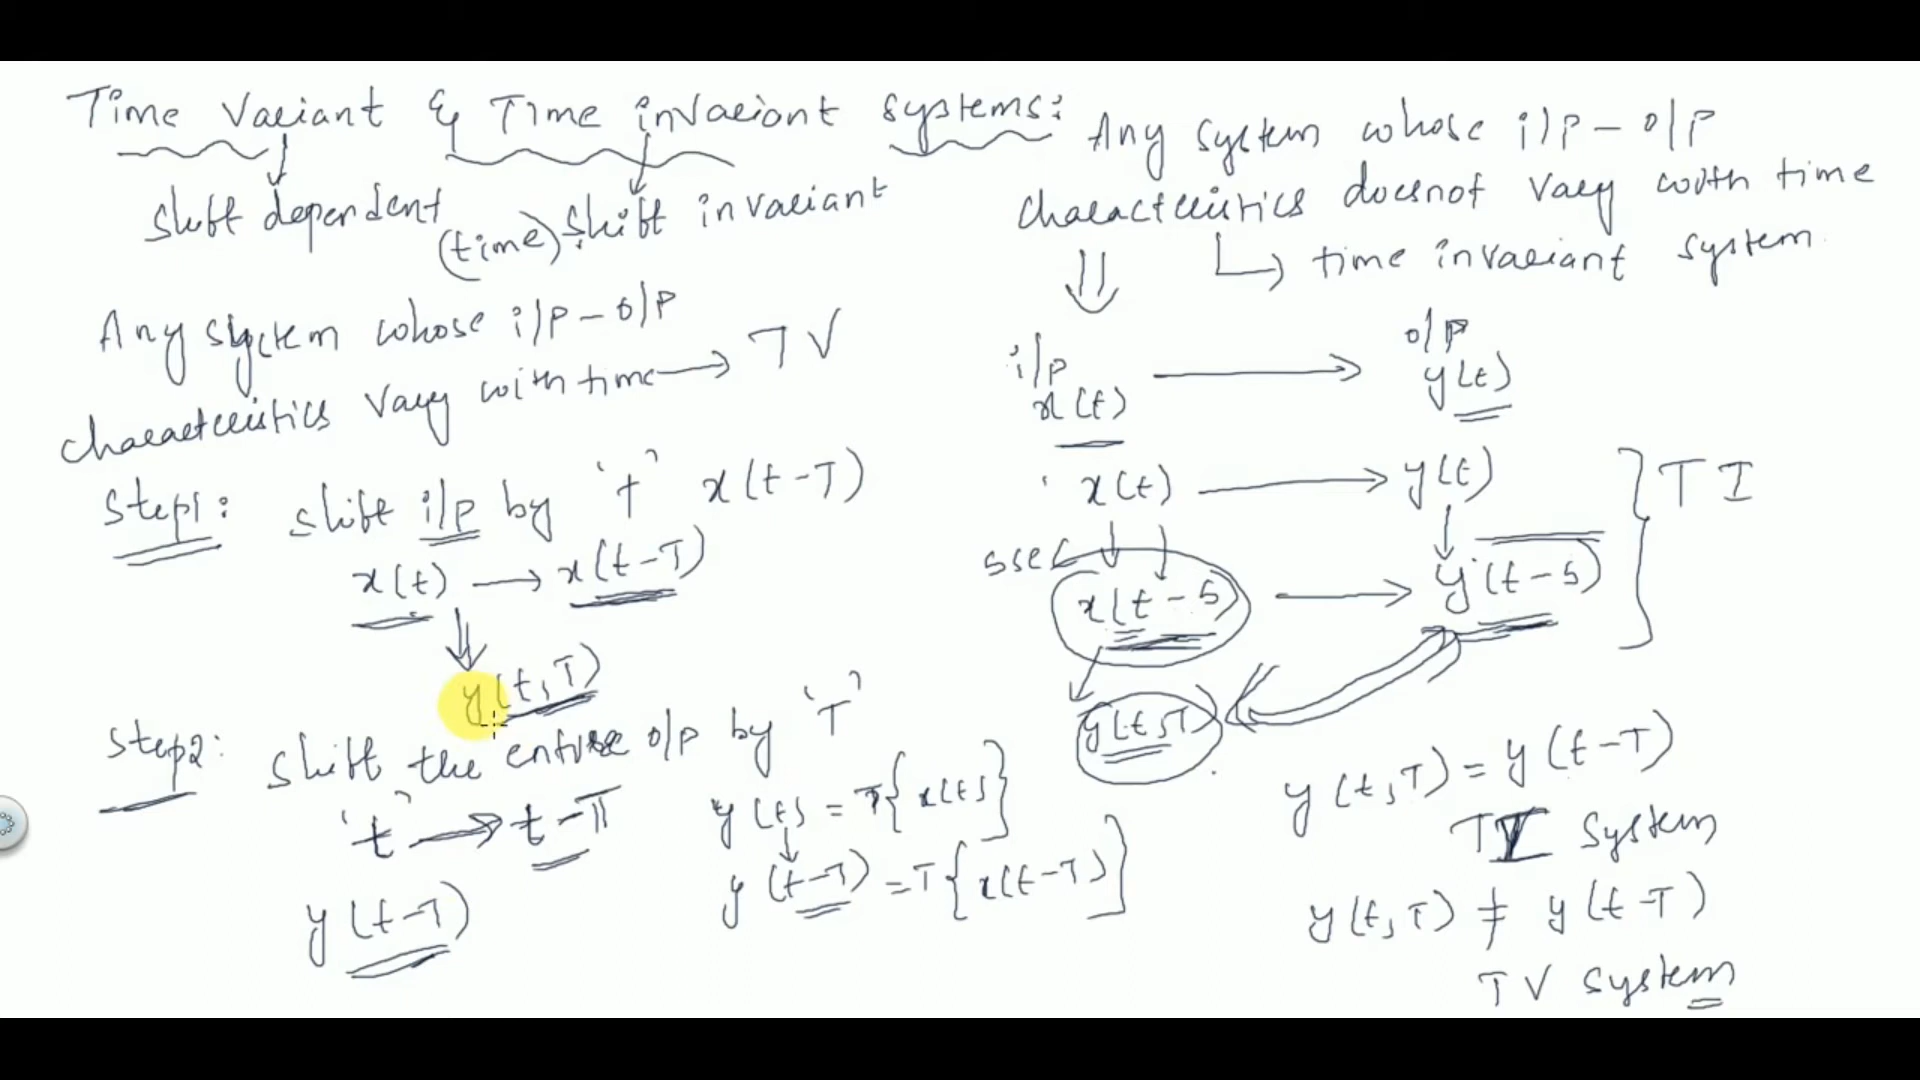 Time Variant & Time invariant systems:
shift dependent
(time) shift invariant
Any system whose i/p - o/p
characteristics vary with time → TV
Step1: shift i/p by 'T' x(t-T)
x(t) → x(t-T)
y(t,T)
Step2: shift the entire o/p by 'T'
't' → t-T
y(t-T)
y(t) = T{x(t)}
y(t-T) = T{x(t-T)}
Any system whose i/p - o/p
characteristics doesnot vary with time
↳ time invariant system
i/p → o/p
x(t) y(t)
x(t) → y(t) } TI
5sec
x(t-5) → y(t-5)
y(t,T)
y(t,T) = y(t-T)
TI system
y(t,T) ≠ y(t-T)
TV system